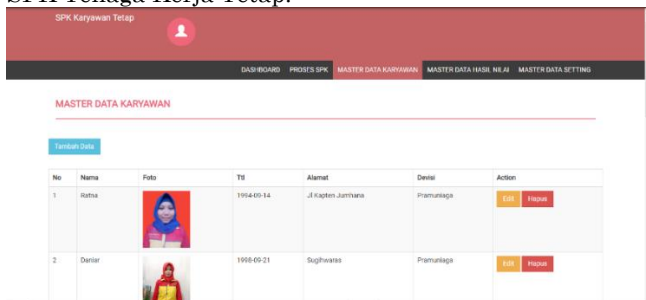 SPK Tenaga Kerja Tetap.
SPK Karyawan Tetap
DASHBOARD PROSES SPK MASTER DATA KARYAWAN MASTER DATA HASIL NILAI MASTER DATA SETTING
MASTER DATA KARYAWAN
Tambah Data
No Nama Foto Ttl Alamat Devisi Action
1 Ratna 1994-09-14 Jl Kapten Jumhana Pramuniaga Edit Hapus
2 Daniar 1998-09-21 Sugihwaras Pramuniaga Edit Hapus